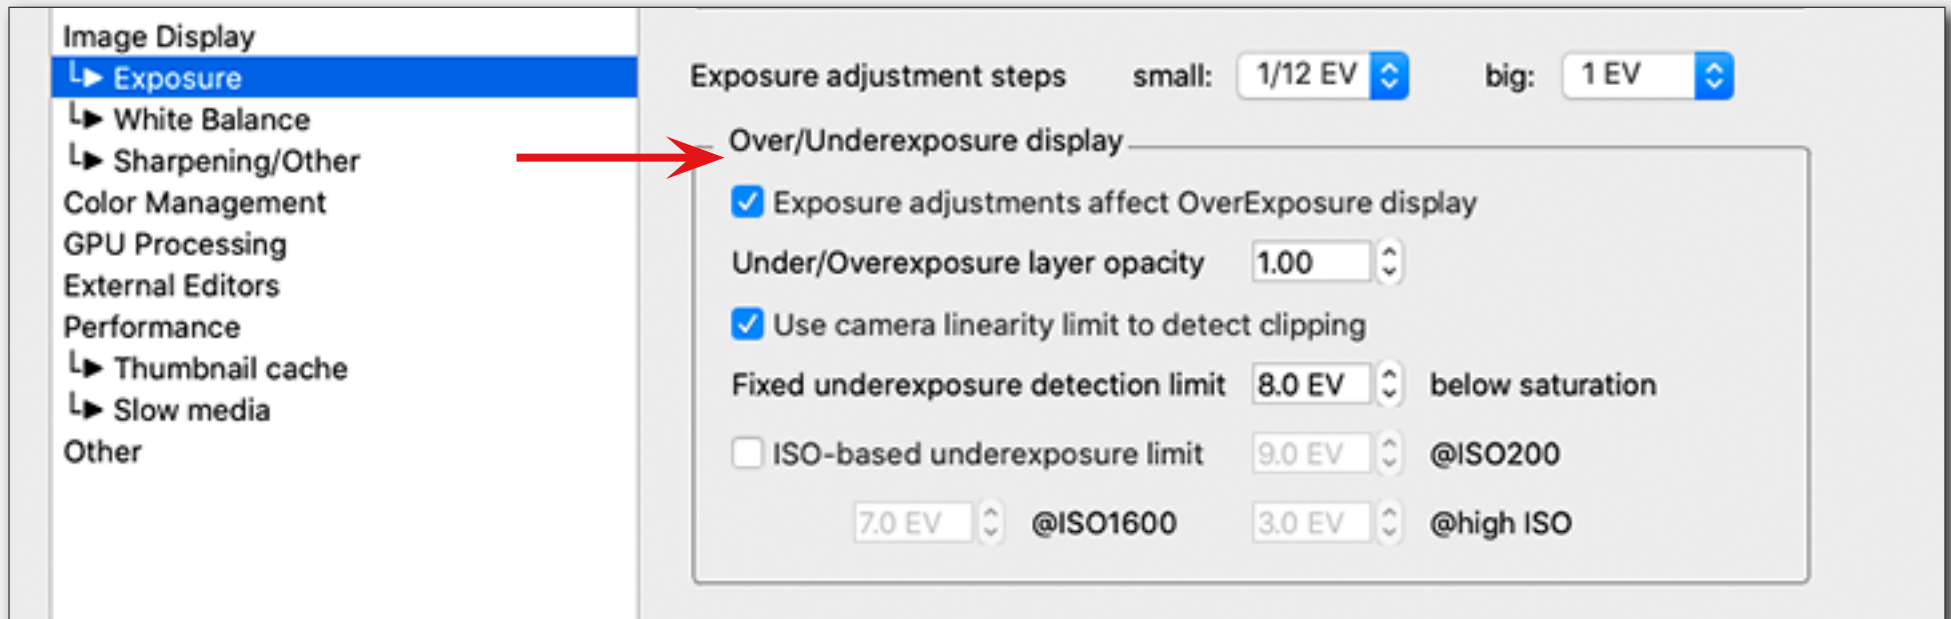 Image Display
Exposure
White Balance
Sharpening/Other
Color Management
GPU Processing
External Editors
Performance
Thumbnail cache
Slow media
Other
Exposure adjustment steps small: 1/12 EV big: 1 EV
Over/Underexposure display
Exposure adjustments affect OverExposure display
Under/Overexposure layer opacity 1.00
Use camera linearity limit to detect clipping
Fixed underexposure detection limit 8.0 EV below saturation
ISO-based underexposure limit 9.0 EV @ISO200
7.0 EV @ISO1600 3.0 EV @high ISO